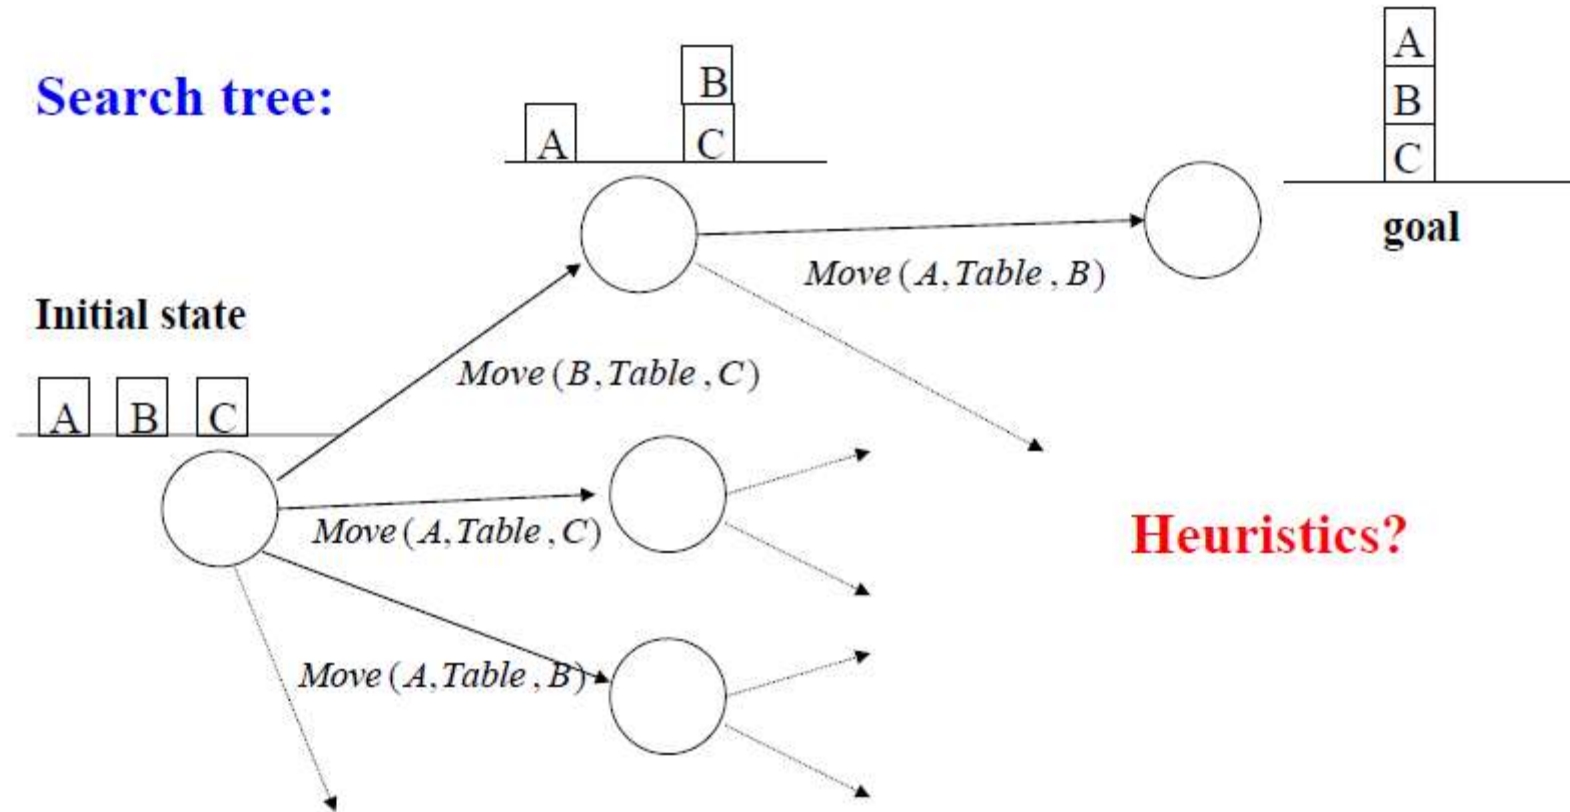 Search tree:
B
A
C
A
B
C
goal
Move (A,Table ,B)
Initial state
Move (B,Table ,C)
A B C
Move (A,Table ,C)
Heuristics?
Move (A,Table ,B)